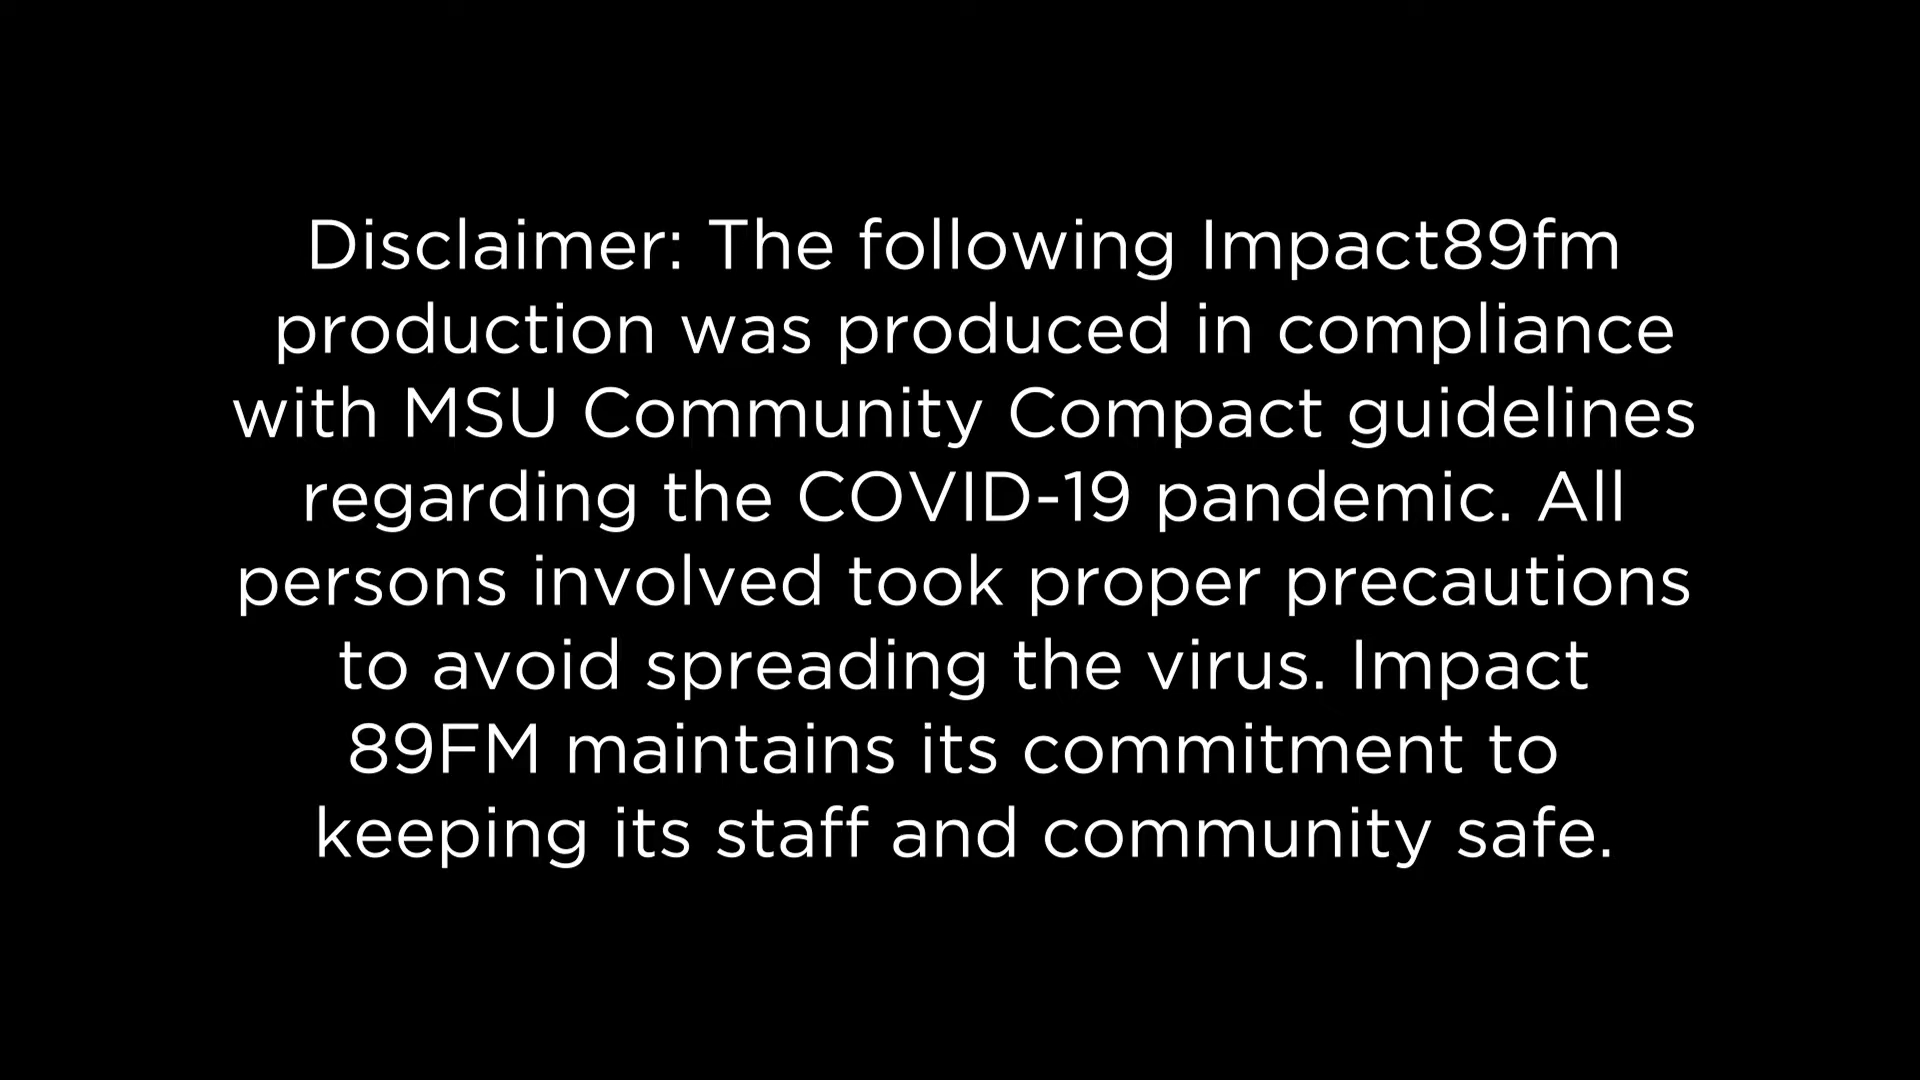 Disclaimer: The following Impact89fm
production was produced in compliance
with MSU Community Compact guidelines
regarding the COVID-19 pandemic. All
persons involved took proper precautions
to avoid spreading the virus. Impact
89FM maintains its commitment to
keeping its staff and community safe.